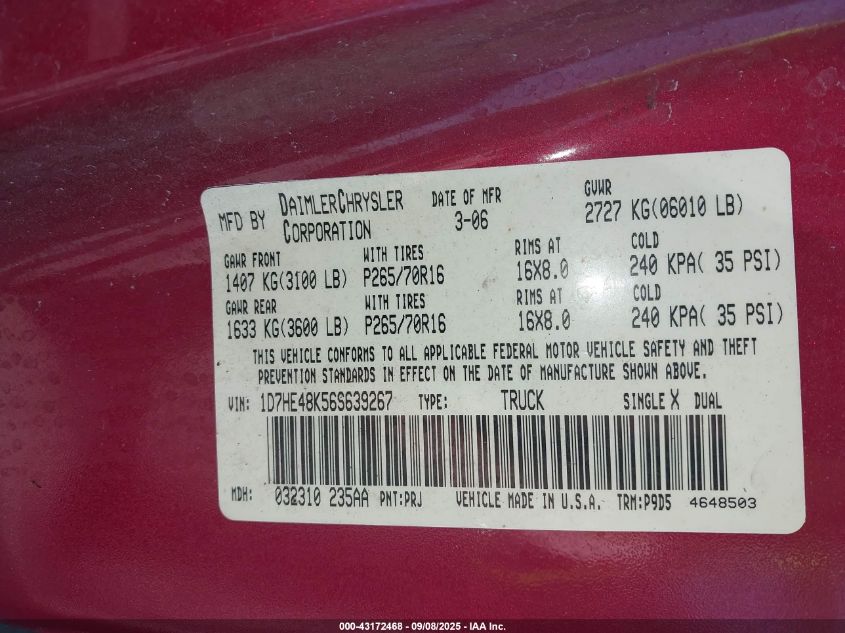 MFD BY DAIMLERCHRYSLER CORPORATION DATE OF MFR 3-06 GVWR 2727 KG(06010 LB)
GAWR FRONT WITH TIRES RIMS AT COLD
1407 KG(3100 LB) P265/70R16 16X8.0 240 KPA( 35 PSI)
GAWR REAR WITH TIRES RIMS AT COLD
1633 KG(3600 LB) P265/70R16 16X8.0 240 KPA( 35 PSI)
THIS VEHICLE CONFORMS TO ALL APPLICABLE FEDERAL MOTOR VEHICLE SAFETY AND THEFT
PREVENTION STANDARDS IN EFFECT ON THE DATE OF MANUFACTURE SHOWN ABOVE.
VIN: 1D7HE48K56S639267 TYPE: TRUCK SINGLE X DUAL
MDH: 032310 235AA PNT:PRJ VEHICLE MADE IN U.S.A. TRM:P9D5 4648503
000-43172468 - 09/08/2025 - IAA Inc.